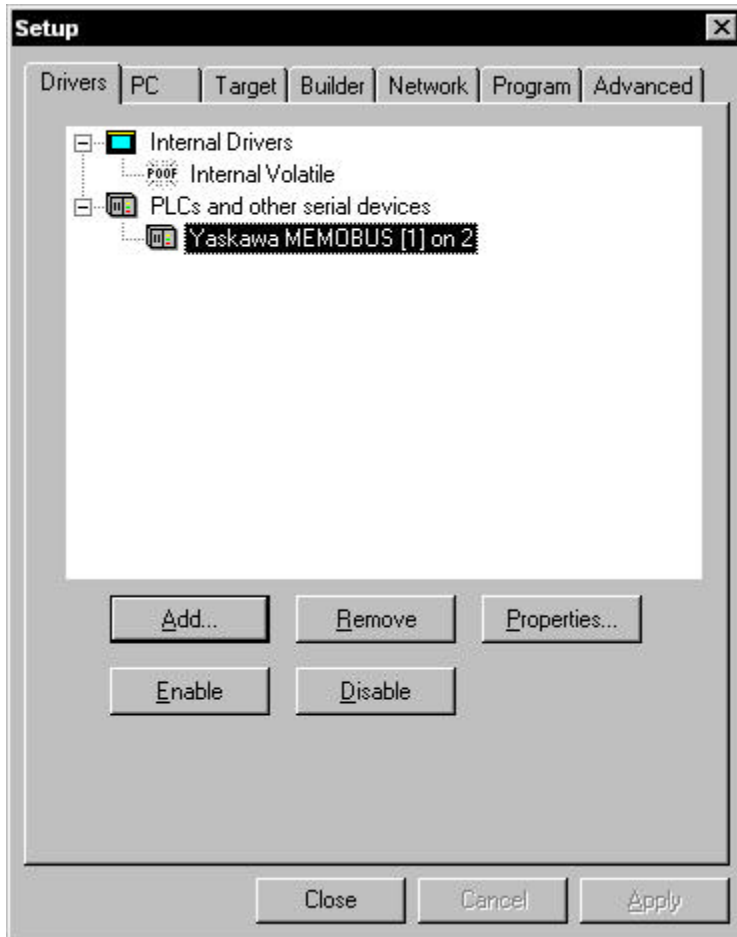 Setup
Drivers PC Target Builder Network Program Advanced
Internal Drivers
POOF Internal Volatile
PLCs and other serial devices
Yaskawa MEMOBUS [1] on 2
Add... Remove Properties...
Enable Disable
Close Cancel Apply